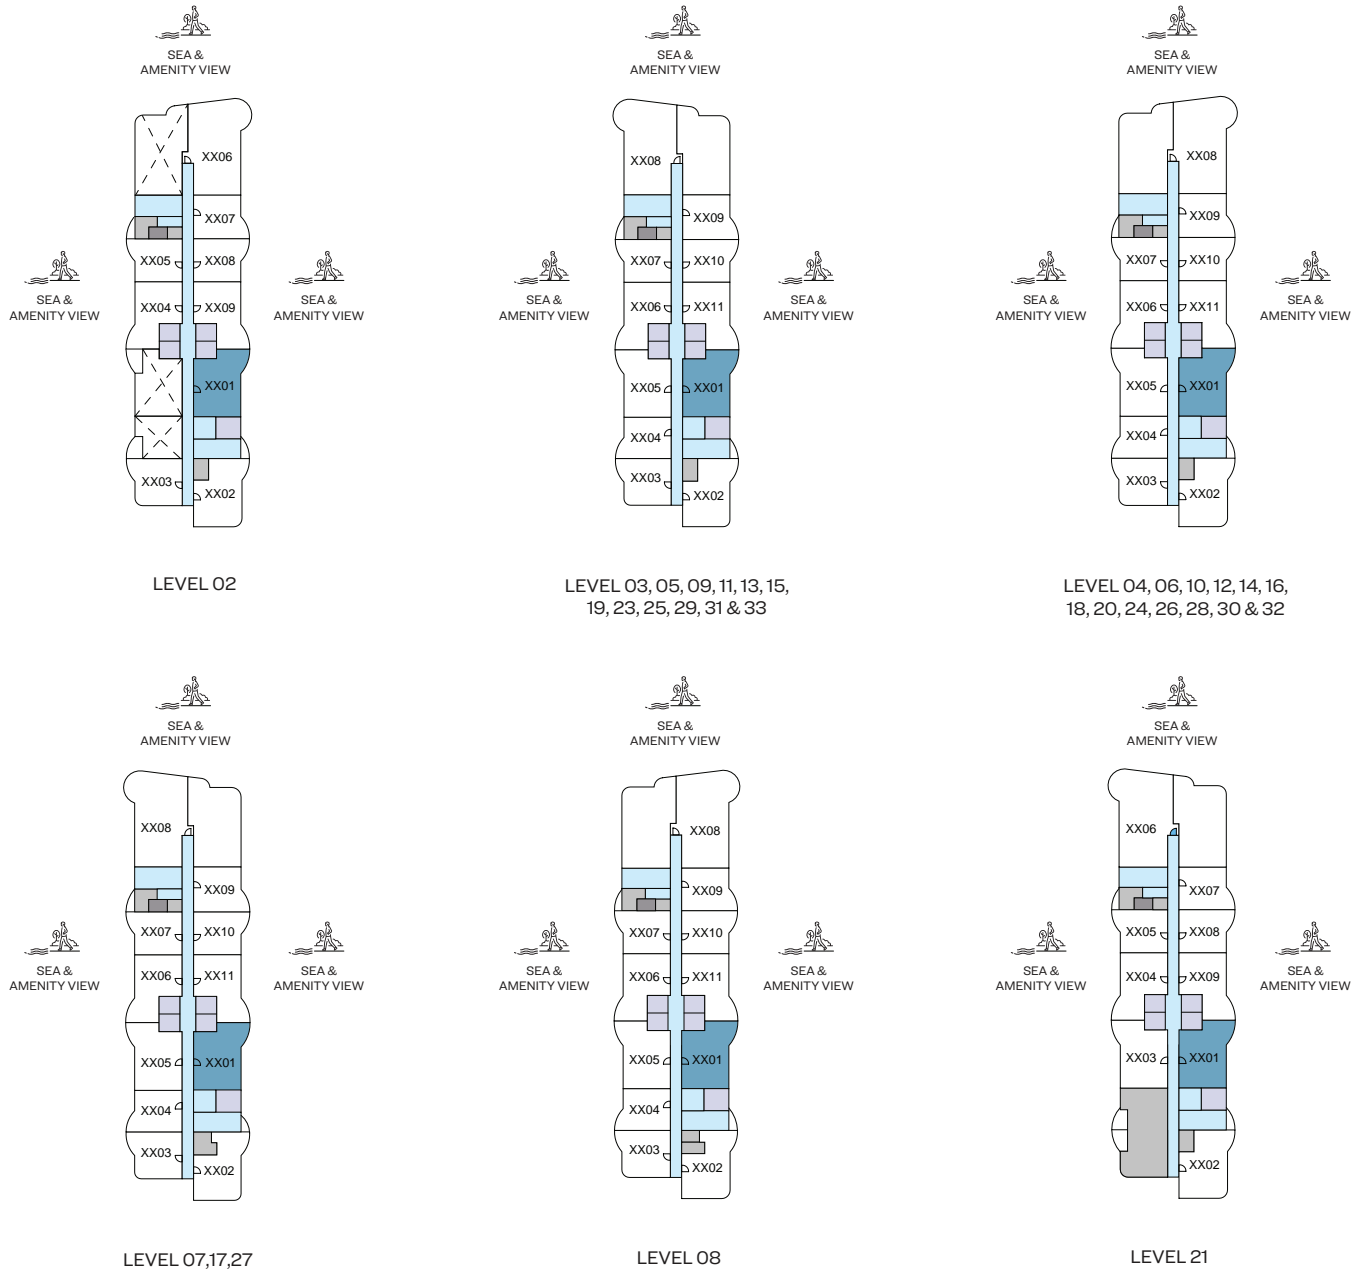 SEA &
AMENITY VIEW
XX06
XX07
XX05
XX08
XX04
XX09
XX01
XX03
XX02
SEA &
AMENITY VIEW
SEA &
AMENITY VIEW
LEVEL 02
SEA &
AMENITY VIEW
XX08
XX09
XX07
XX10
XX06
XX11
XX05
XX01
XX04
XX03
XX02
SEA &
AMENITY VIEW
SEA &
AMENITY VIEW
LEVEL 03, 05, 09, 11, 13, 15,
19, 23, 25, 29, 31 & 33
SEA &
AMENITY VIEW
XX08
XX09
XX07
XX10
XX06
XX11
XX05
XX01
XX04
XX03
XX02
SEA &
AMENITY VIEW
SEA &
AMENITY VIEW
LEVEL 04, 06, 10, 12, 14, 16,
18, 20, 24, 26, 28, 30 & 32
SEA &
AMENITY VIEW
XX08
XX09
XX07
XX10
XX06
XX11
XX05
XX01
XX04
XX03
XX02
SEA &
AMENITY VIEW
SEA &
AMENITY VIEW
LEVEL 07,17,27
SEA &
AMENITY VIEW
XX08
XX09
XX07
XX10
XX06
XX11
XX05
XX01
XX04
XX03
XX02
SEA &
AMENITY VIEW
SEA &
AMENITY VIEW
LEVEL 08
SEA &
AMENITY VIEW
XX06
XX07
XX05
XX08
XX04
XX09
XX03
XX01
XX02
SEA &
AMENITY VIEW
SEA &
AMENITY VIEW
LEVEL 21